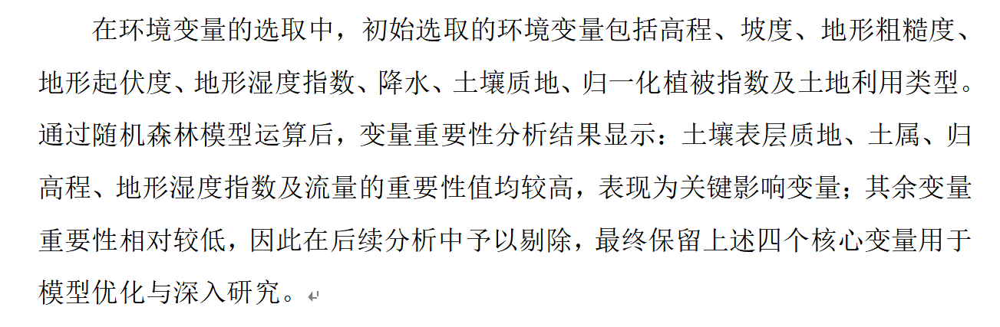 在环境变量的选取中，初始选取的环境变量包括高程、坡度、地形粗糙度、
地形起伏度、地形湿度指数、降水、土壤质地、归一化植被指数及土地利用类型。
通过随机森林模型运算后，变量重要性分析结果显示：土壤表层质地、土属、归
高程、地形湿度指数及流量的重要性值均较高，表现为关键影响变量；其余变量
重要性相对较低，因此在后续分析中予以剔除，最终保留上述四个核心变量用于
模型优化与深入研究。